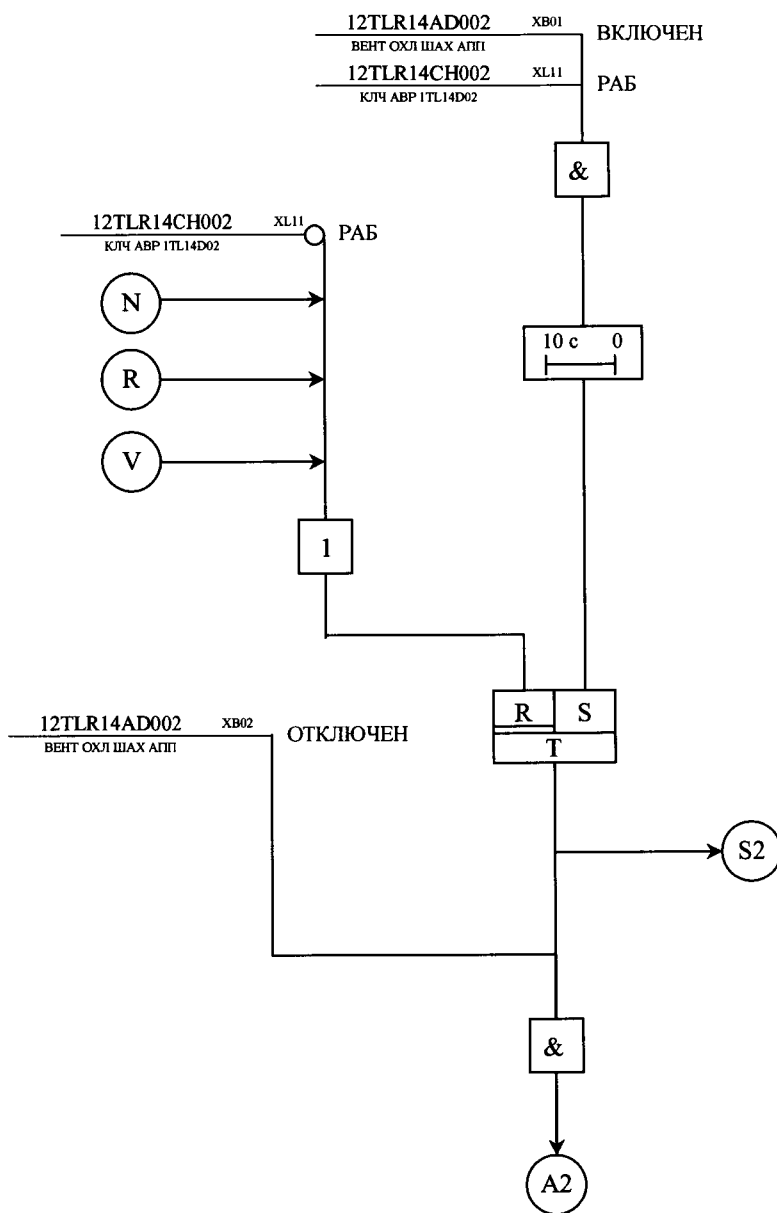 12TLR14AD002 XB01 ВКЛЮЧЕН
ВЕНТ ОХЛ ШАХ АПП
12TLR14CH002 XL11 РАБ
КЛЧ АВР 1TL14D02
&
12TLR14CH002 XL11 РАБ
КЛЧ АВР 1TL14D02
N
10 с 0
R
V
1
R S
T
12TLR14AD002 XB02 ОТКЛЮЧЕН
ВЕНТ ОХЛ ШАХ АПП
S2
&
A2